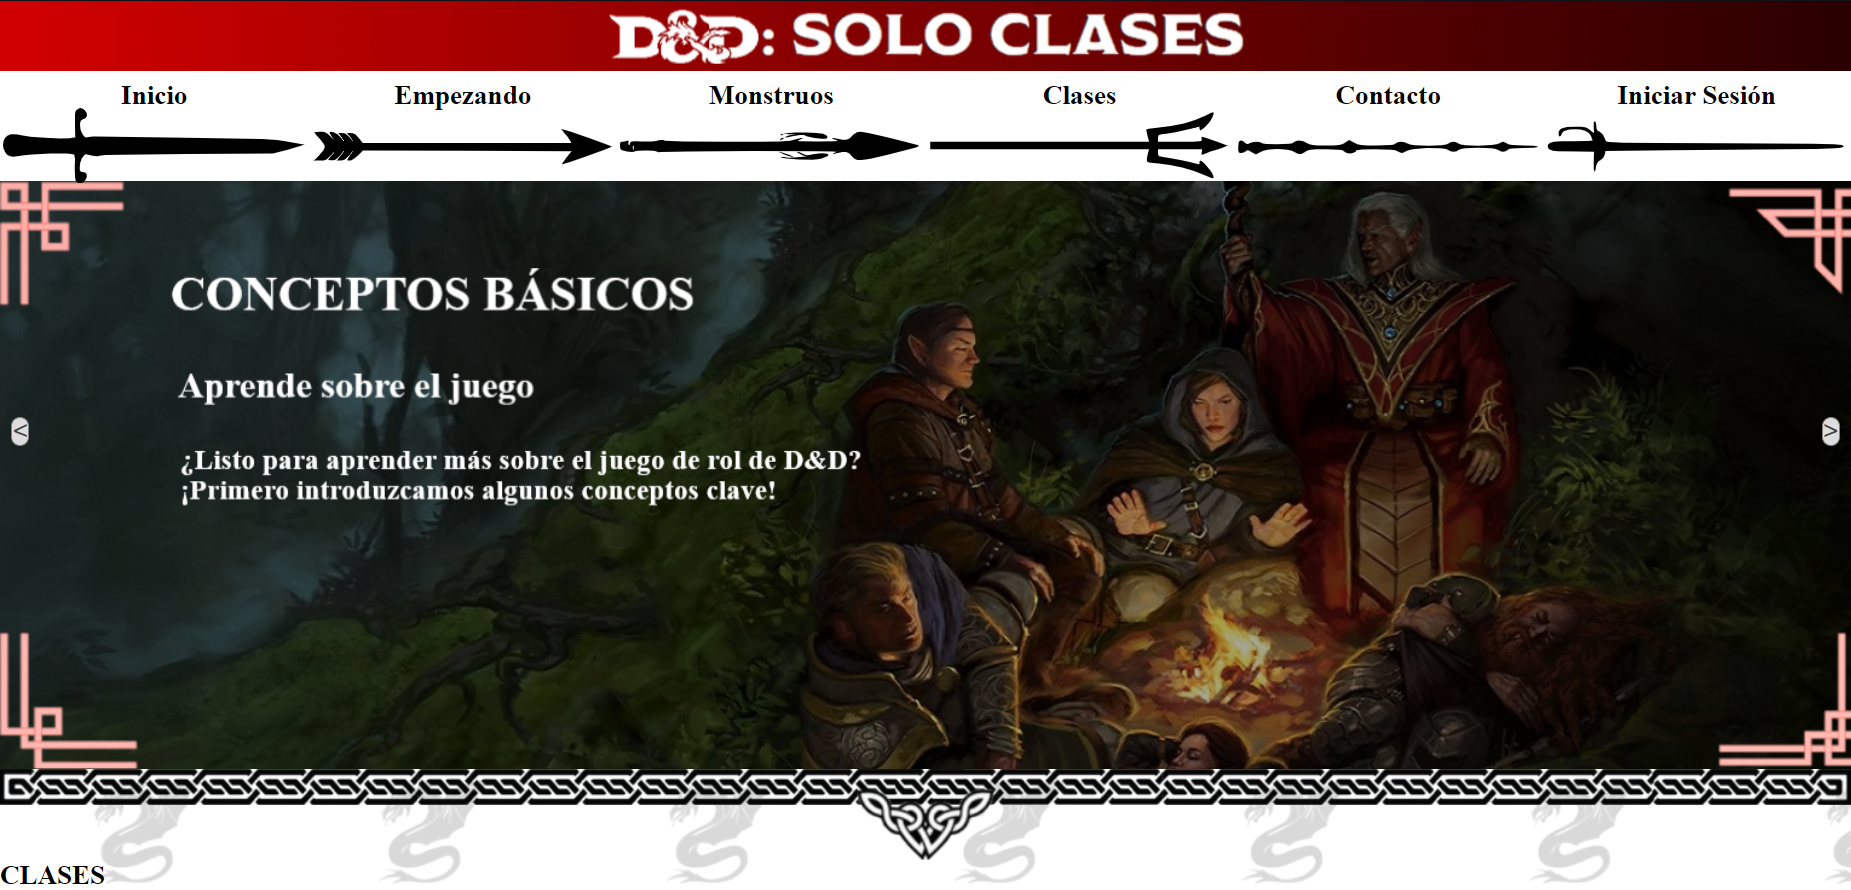 D&D: SOLO CLASES
Inicio
Empezando
Monstruos
Clases
Contacto
Iniciar Sesión
CONCEPTOS BÁSICOS
Aprende sobre el juego
<
>
¿Listo para aprender más sobre el juego de rol de D&D?
¡Primero introduzcamos algunos conceptos clave!
CLASES